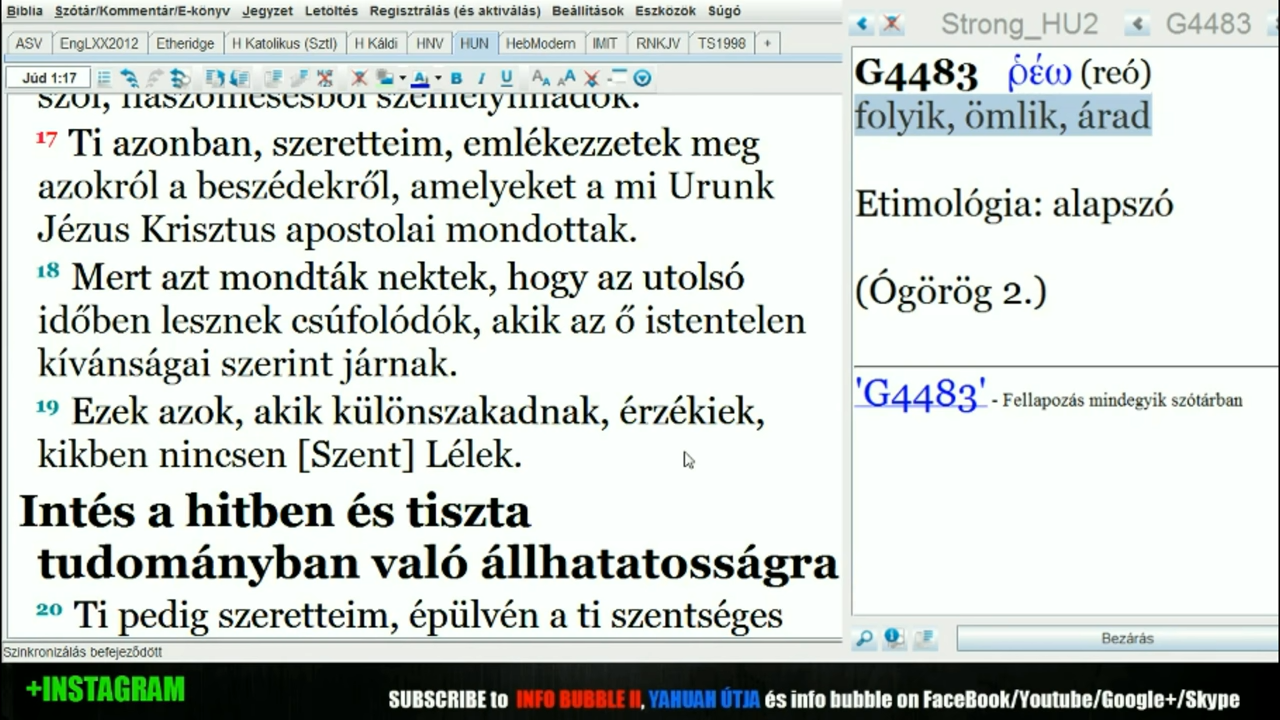 Biblia Szótár/Kommentár/E-könyv Jegyzet Letöltés Regisztrálás (és aktiválás) Beállítások Eszközök Súgó
ASV EngLXX2012 Etheridge H Katolikus (Sztl) H Káldi HNV HUN HebModern IMIT RNKJV TS1998 +
Júd 1:17
szól, haszonlesésből személyimádók.
17 Ti azonban, szeretteim, emlékezzetek meg
azokról a beszédekről, amelyeket a mi Urunk
Jézus Krisztus apostolai mondottak.
18 Mert azt mondták nektek, hogy az utolsó
időben lesznek csúfolódók, akik az ő istentelen
kívánságai szerint járnak.
19 Ezek azok, akik különszakadnak, érzékiek,
kikben nincsen [Szent] Lélek.
Intés a hitben és tiszta
tudományban való állhatatosságra
20 Ti pedig szeretteim, épülvén a ti szentséges
Szinkronizálás befejeződött
Strong_HU2 G4483
G4483 ῥέω (reó)
folyik, ömlik, árad
Etimológia: alapszó
(Ógörög 2.)
'G4483' - Fellapozás mindegyik szótárban
Bezárás
+INSTAGRAM
SUBSCRIBE to INFO BUBBLE II, YAHUAH ÚTJA és info bubble on FaceBook/Youtube/Google+/Skype